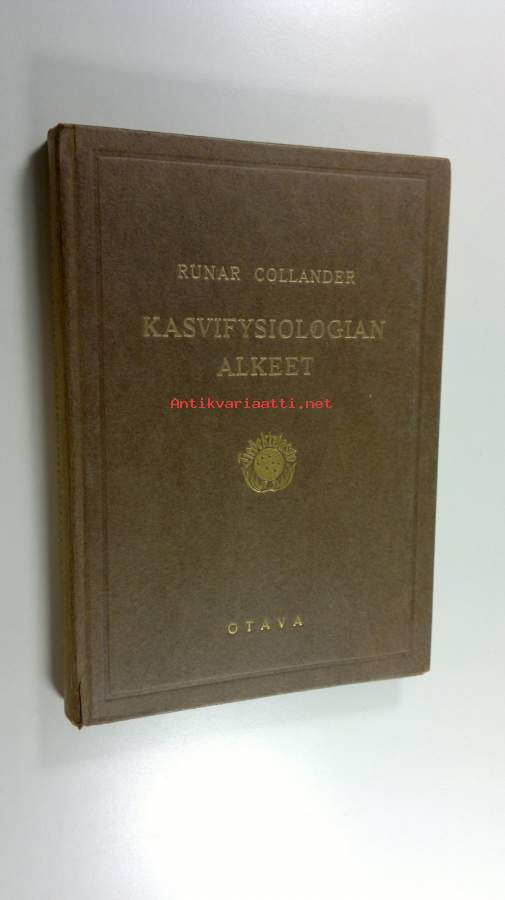 RUNAR COLLANDER
KASVIFYSIOLOGIAN
ALKEET
Antikvariaatti.net
OTAVA